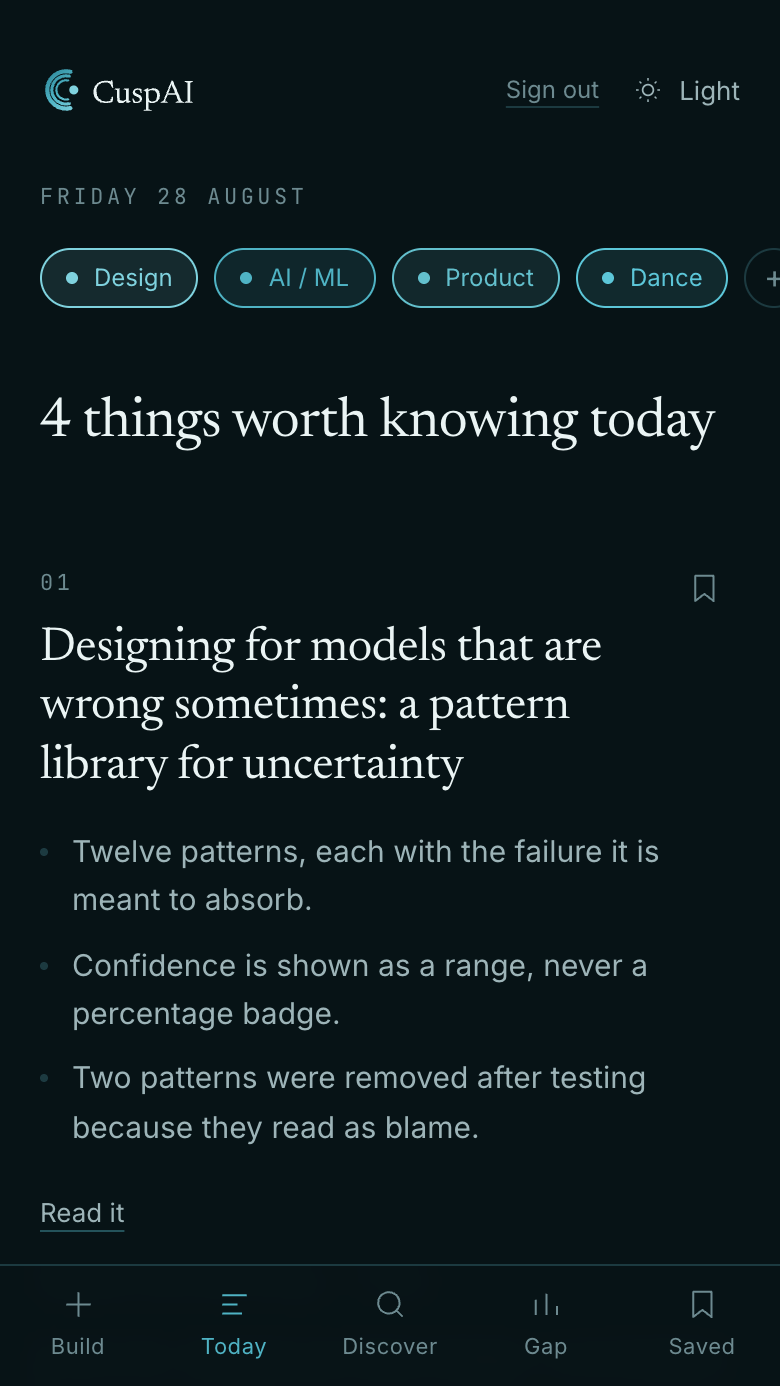 CuspAI
Sign out
Light
FRIDAY 28 AUGUST
Design
AI / ML
Product
Dance
+
4 things worth knowing today
01
Designing for models that are
wrong sometimes: a pattern
library for uncertainty
• Twelve patterns, each with the failure it is
meant to absorb.
• Confidence is shown as a range, never a
percentage badge.
• Two patterns were removed after testing
because they read as blame.
Read it
Build
Today
Discover
Gap
Saved